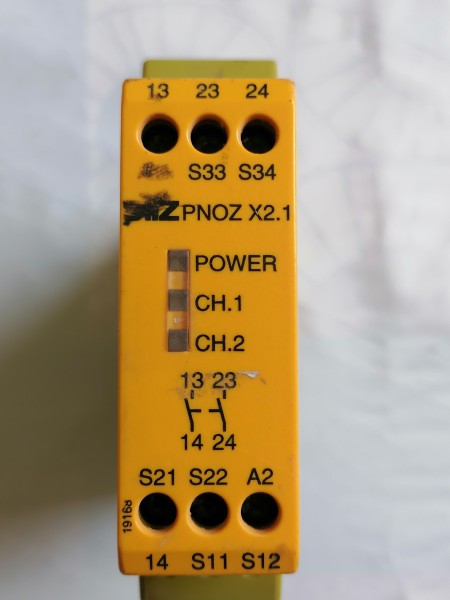 13 23 24
S33 S34
PNOZ X2.1
POWER
CH.1
CH.2
13 23
14 24
S21 S22 A2
19168
14 S11 S12